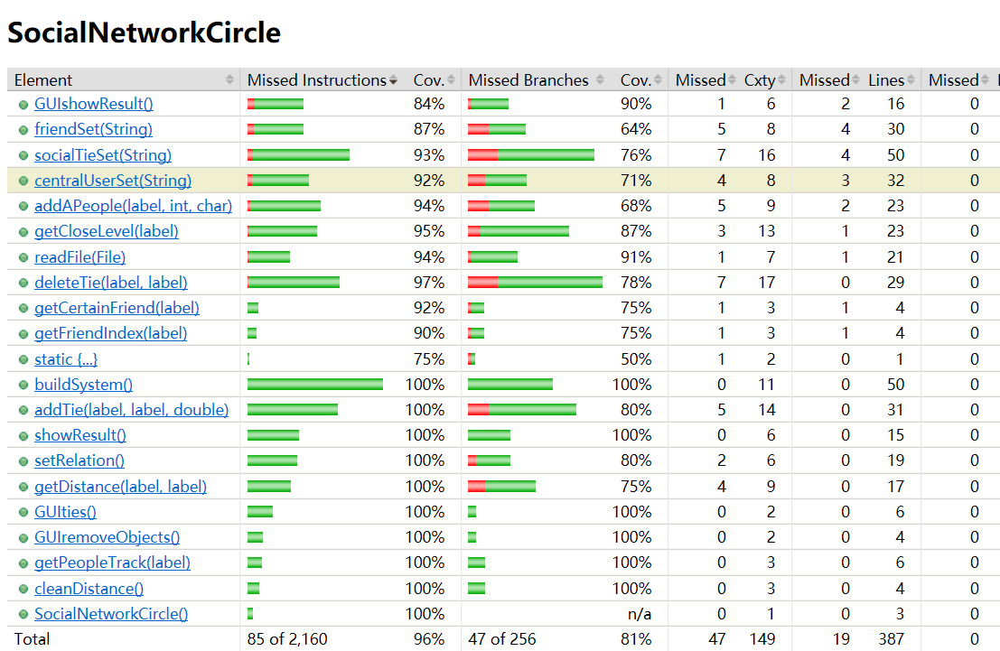 SocialNetworkCircle
Element Missed Instructions Cov. Missed Branches Cov. Missed Cxty Missed Lines Missed
GUIshowResult() 84% 90% 1 6 2 16 0
friendSet(String) 87% 64% 5 8 4 30 0
socialTieSet(String) 93% 76% 7 16 4 50 0
centralUserSet(String) 92% 71% 4 8 3 32 0
addAPeople(label, int, char) 94% 68% 5 9 2 23 0
getCloseLevel(label) 95% 87% 3 13 1 23 0
readFile(File) 94% 91% 1 7 1 21 0
deleteTie(label, label) 97% 78% 7 17 0 29 0
getCertainFriend(label) 92% 75% 1 3 1 4 0
getFriendIndex(label) 90% 75% 1 3 1 4 0
static {...} 75% 50% 1 2 0 1 0
buildSystem() 100% 100% 0 11 0 50 0
addTie(label, label, double) 100% 80% 5 14 0 31 0
showResult() 100% 100% 0 6 0 15 0
setRelation() 100% 80% 2 6 0 19 0
getDistance(label, label) 100% 75% 4 9 0 17 0
GUIties() 100% 100% 0 2 0 6 0
GUIremoveObjects() 100% 100% 0 2 0 4 0
getPeopleTrack(label) 100% 100% 0 3 0 6 0
cleanDistance() 100% 100% 0 3 0 4 0
SocialNetworkCircle() 100% n/a 0 1 0 3 0
Total 85 of 2,160 96% 47 of 256 81% 47 149 19 387 0